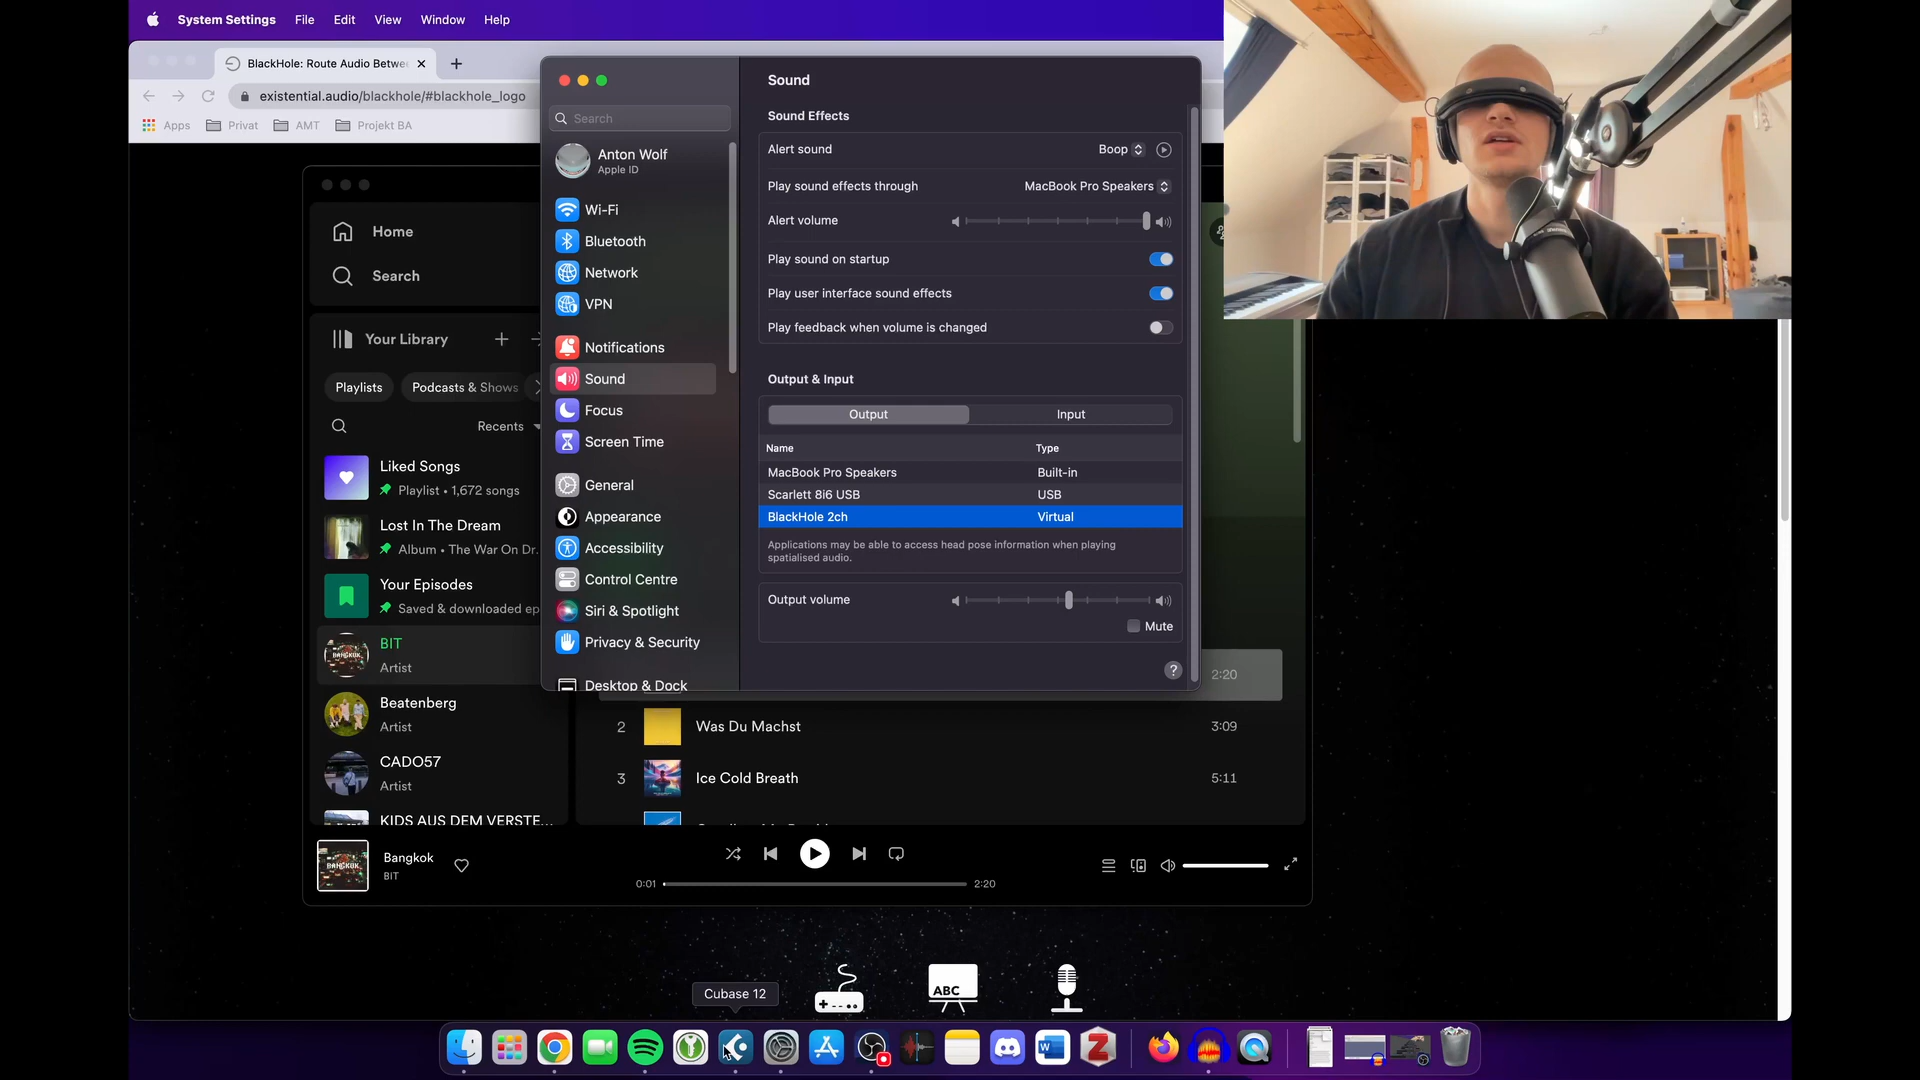 System Settings File Edit View Window Help
BlackHole: Route Audio Betwe
existential.audio/blackhole/#blackhole_logo
Apps Privat AMT Projekt BA
Home
Search
Your Library
Playlists Podcasts & Shows
Recents
Liked Songs
Playlist • 1,672 songs
Lost In The Dream
Album • The War On Dr.
Your Episodes
Saved & downloaded ep
BIT
Artist
Beatenberg
Artist
CADO57
Artist
KIDS AUS DEM VERSTE...
Search
Anton Wolf
Apple ID
Wi-Fi
Bluetooth
Network
VPN
Notifications
Sound
Focus
Screen Time
General
Appearance
Accessibility
Control Centre
Siri & Spotlight
Privacy & Security
Desktop & Dock
Sound
Sound Effects
Alert sound Boop
Play sound effects through MacBook Pro Speakers
Alert volume
Play sound on startup
Play user interface sound effects
Play feedback when volume is changed
Output & Input
Output Input
Name Type
MacBook Pro Speakers Built-in
Scarlett 8i6 USB USB
BlackHole 2ch Virtual
Applications may be able to access head pose information when playing
spatialised audio.
Output volume
Mute
?
2:20
2 Was Du Machst 3:09
3 Ice Cold Breath 5:11
Bangkok
BIT
0:01 2:20
Cubase 12
ABC